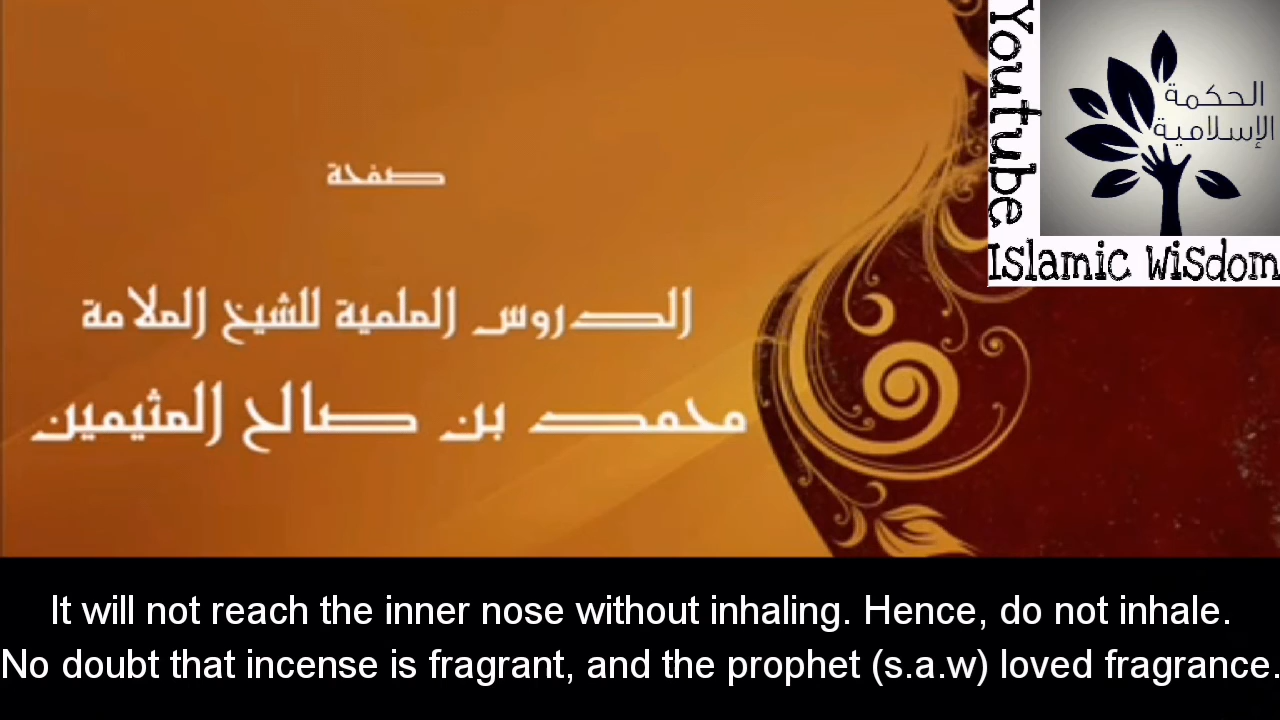 صفحة
الدروس العلمية للشيخ العلامة
محمد بن صالح العثيمين
Youtube
الحكمة
الإسلامية
Islamic Wisdom
It will not reach the inner nose without inhaling. Hence, do not inhale.
No doubt that incense is fragrant, and the prophet (s.a.w) loved fragrance.